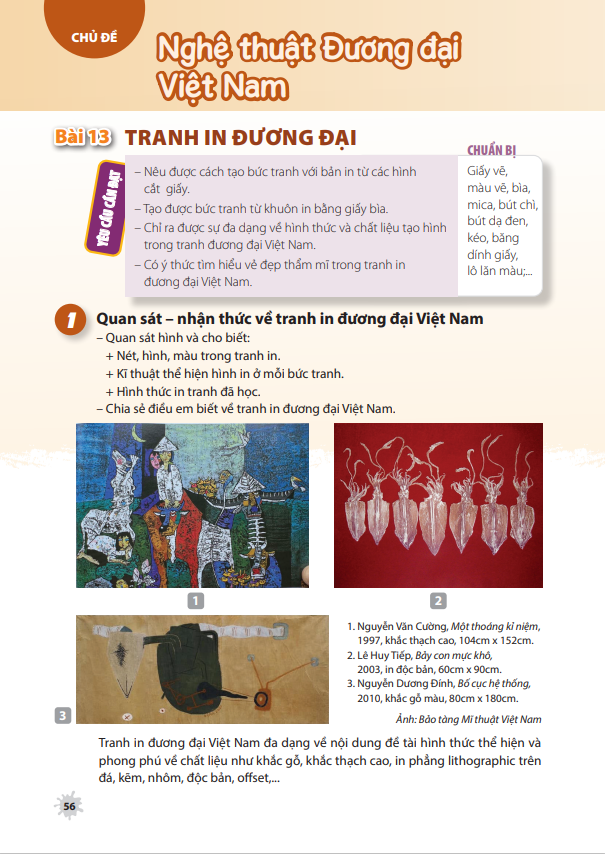 CHỦ ĐỀ
Nghệ thuật Đương đại
Việt Nam
Bài 13
TRANH IN ĐƯƠNG ĐẠI
YÊU CẦU CẦN ĐẠT
– Nêu được cách tạo bức tranh với bản in từ các hình
cắt giấy.
– Tạo được bức tranh từ khuôn in bằng giấy bìa.
– Chỉ ra được sự đa dạng về hình thức và chất liệu tạo hình
trong tranh đương đại Việt Nam.
– Có ý thức tìm hiểu vẻ đẹp thẩm mĩ trong tranh in
đương đại Việt Nam.
CHUẨN BỊ
Giấy vẽ,
màu vẽ, bìa,
mica, bút chì,
bút dạ đen,
kéo, băng
dính giấy,
lô lăn màu;...
1
Quan sát – nhận thức về tranh in đương đại Việt Nam
– Quan sát hình và cho biết:
+ Nét, hình, màu trong tranh in.
+ Kĩ thuật thể hiện hình in ở mỗi bức tranh.
+ Hình thức in tranh đã học.
– Chia sẻ điều em biết về tranh in đương đại Việt Nam.
1
2
3
1. Nguyễn Văn Cường, Một thoáng kỉ niệm,
1997, khắc thạch cao, 104cm x 152cm.
2. Lê Huy Tiếp, Bảy con mực khô,
2003, in độc bản, 60cm x 90cm.
3. Nguyễn Dương Đính, Bố cục hệ thống,
2010, khắc gỗ màu, 80cm x 180cm.
Ảnh: Bảo tàng Mĩ thuật Việt Nam
Tranh in đương đại Việt Nam đa dạng về nội dung đề tài hình thức thể hiện và
phong phú về chất liệu như khắc gỗ, khắc thạch cao, in phẳng lithographic trên
đá, kẽm, nhôm, độc bản, offset,...
56